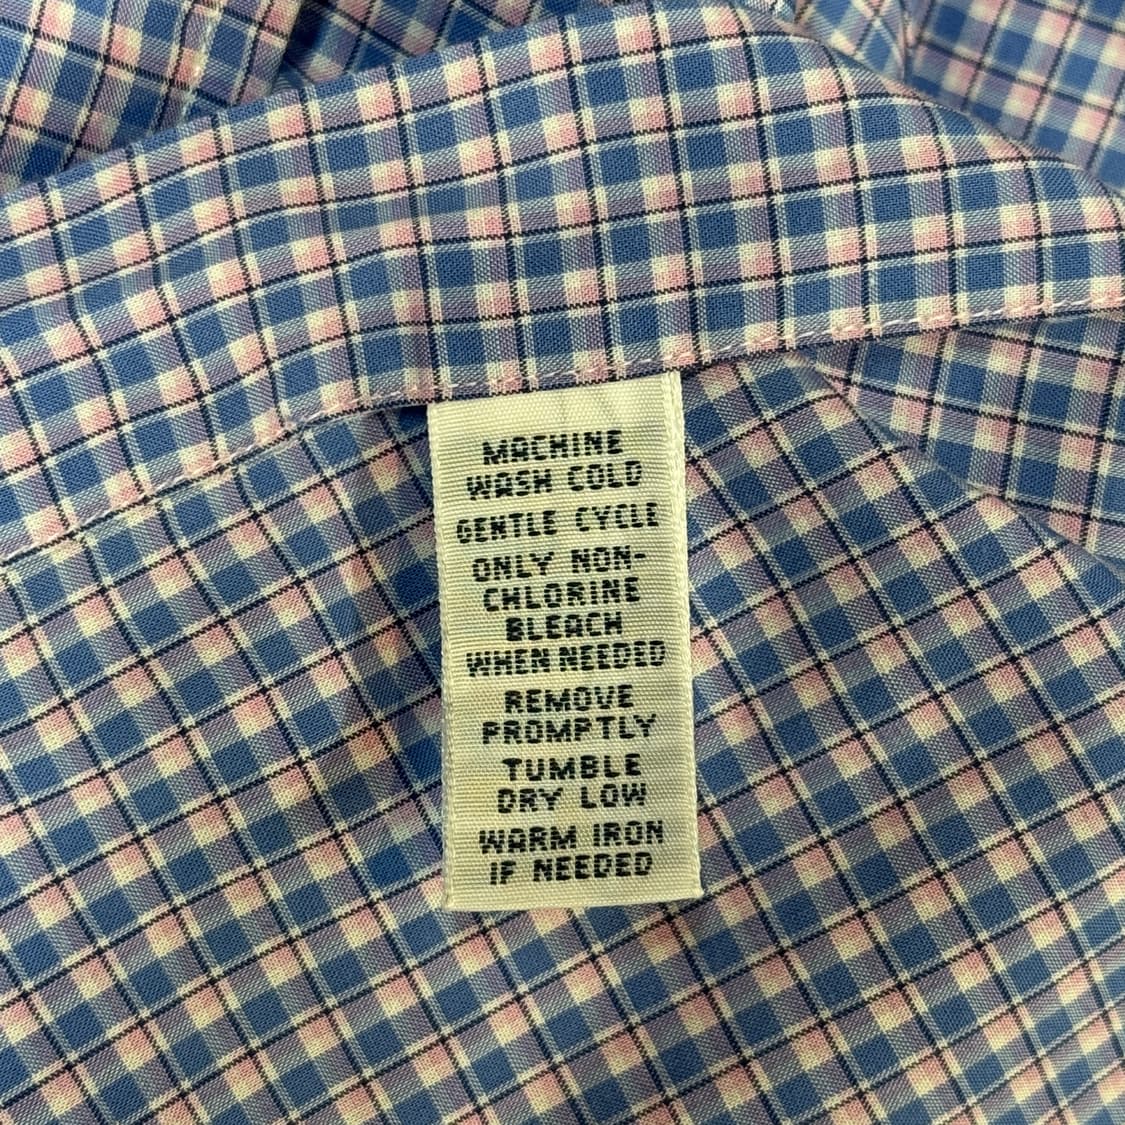 MACHINE
WASH COLD
GENTLE CYCLE
ONLY NON-
CHLORINE
BLEACH
WHEN NEEDED
REMOVE
PROMPTLY
TUMBLE
DRY LOW
WARM IRON
IF NEEDED